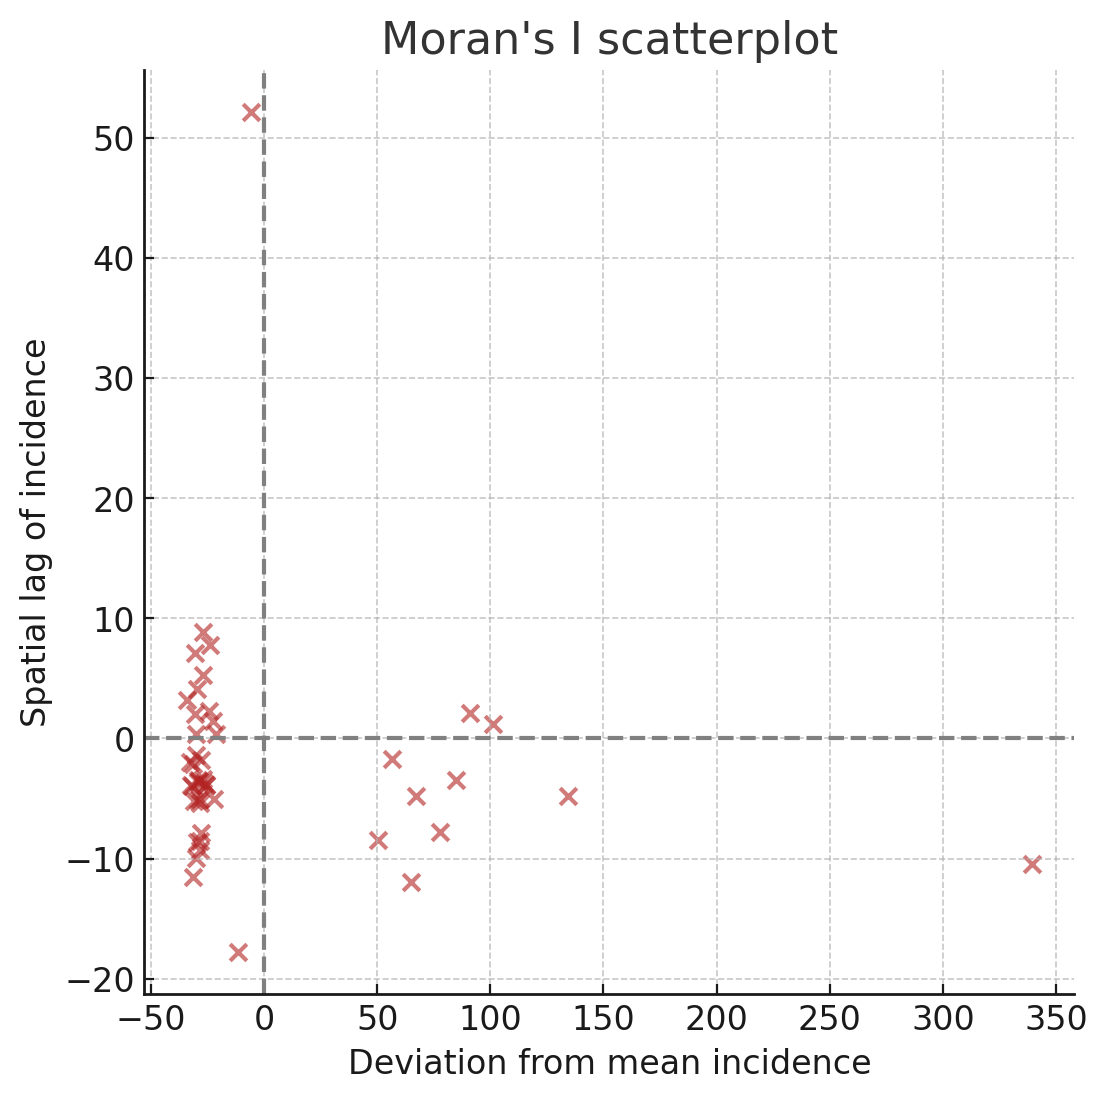 Moran's I scatterplot
Spatial lag of incidence
50
40
30
20
10
0
−10
−20
−50 0 50 100 150 200 250 300 350
Deviation from mean incidence